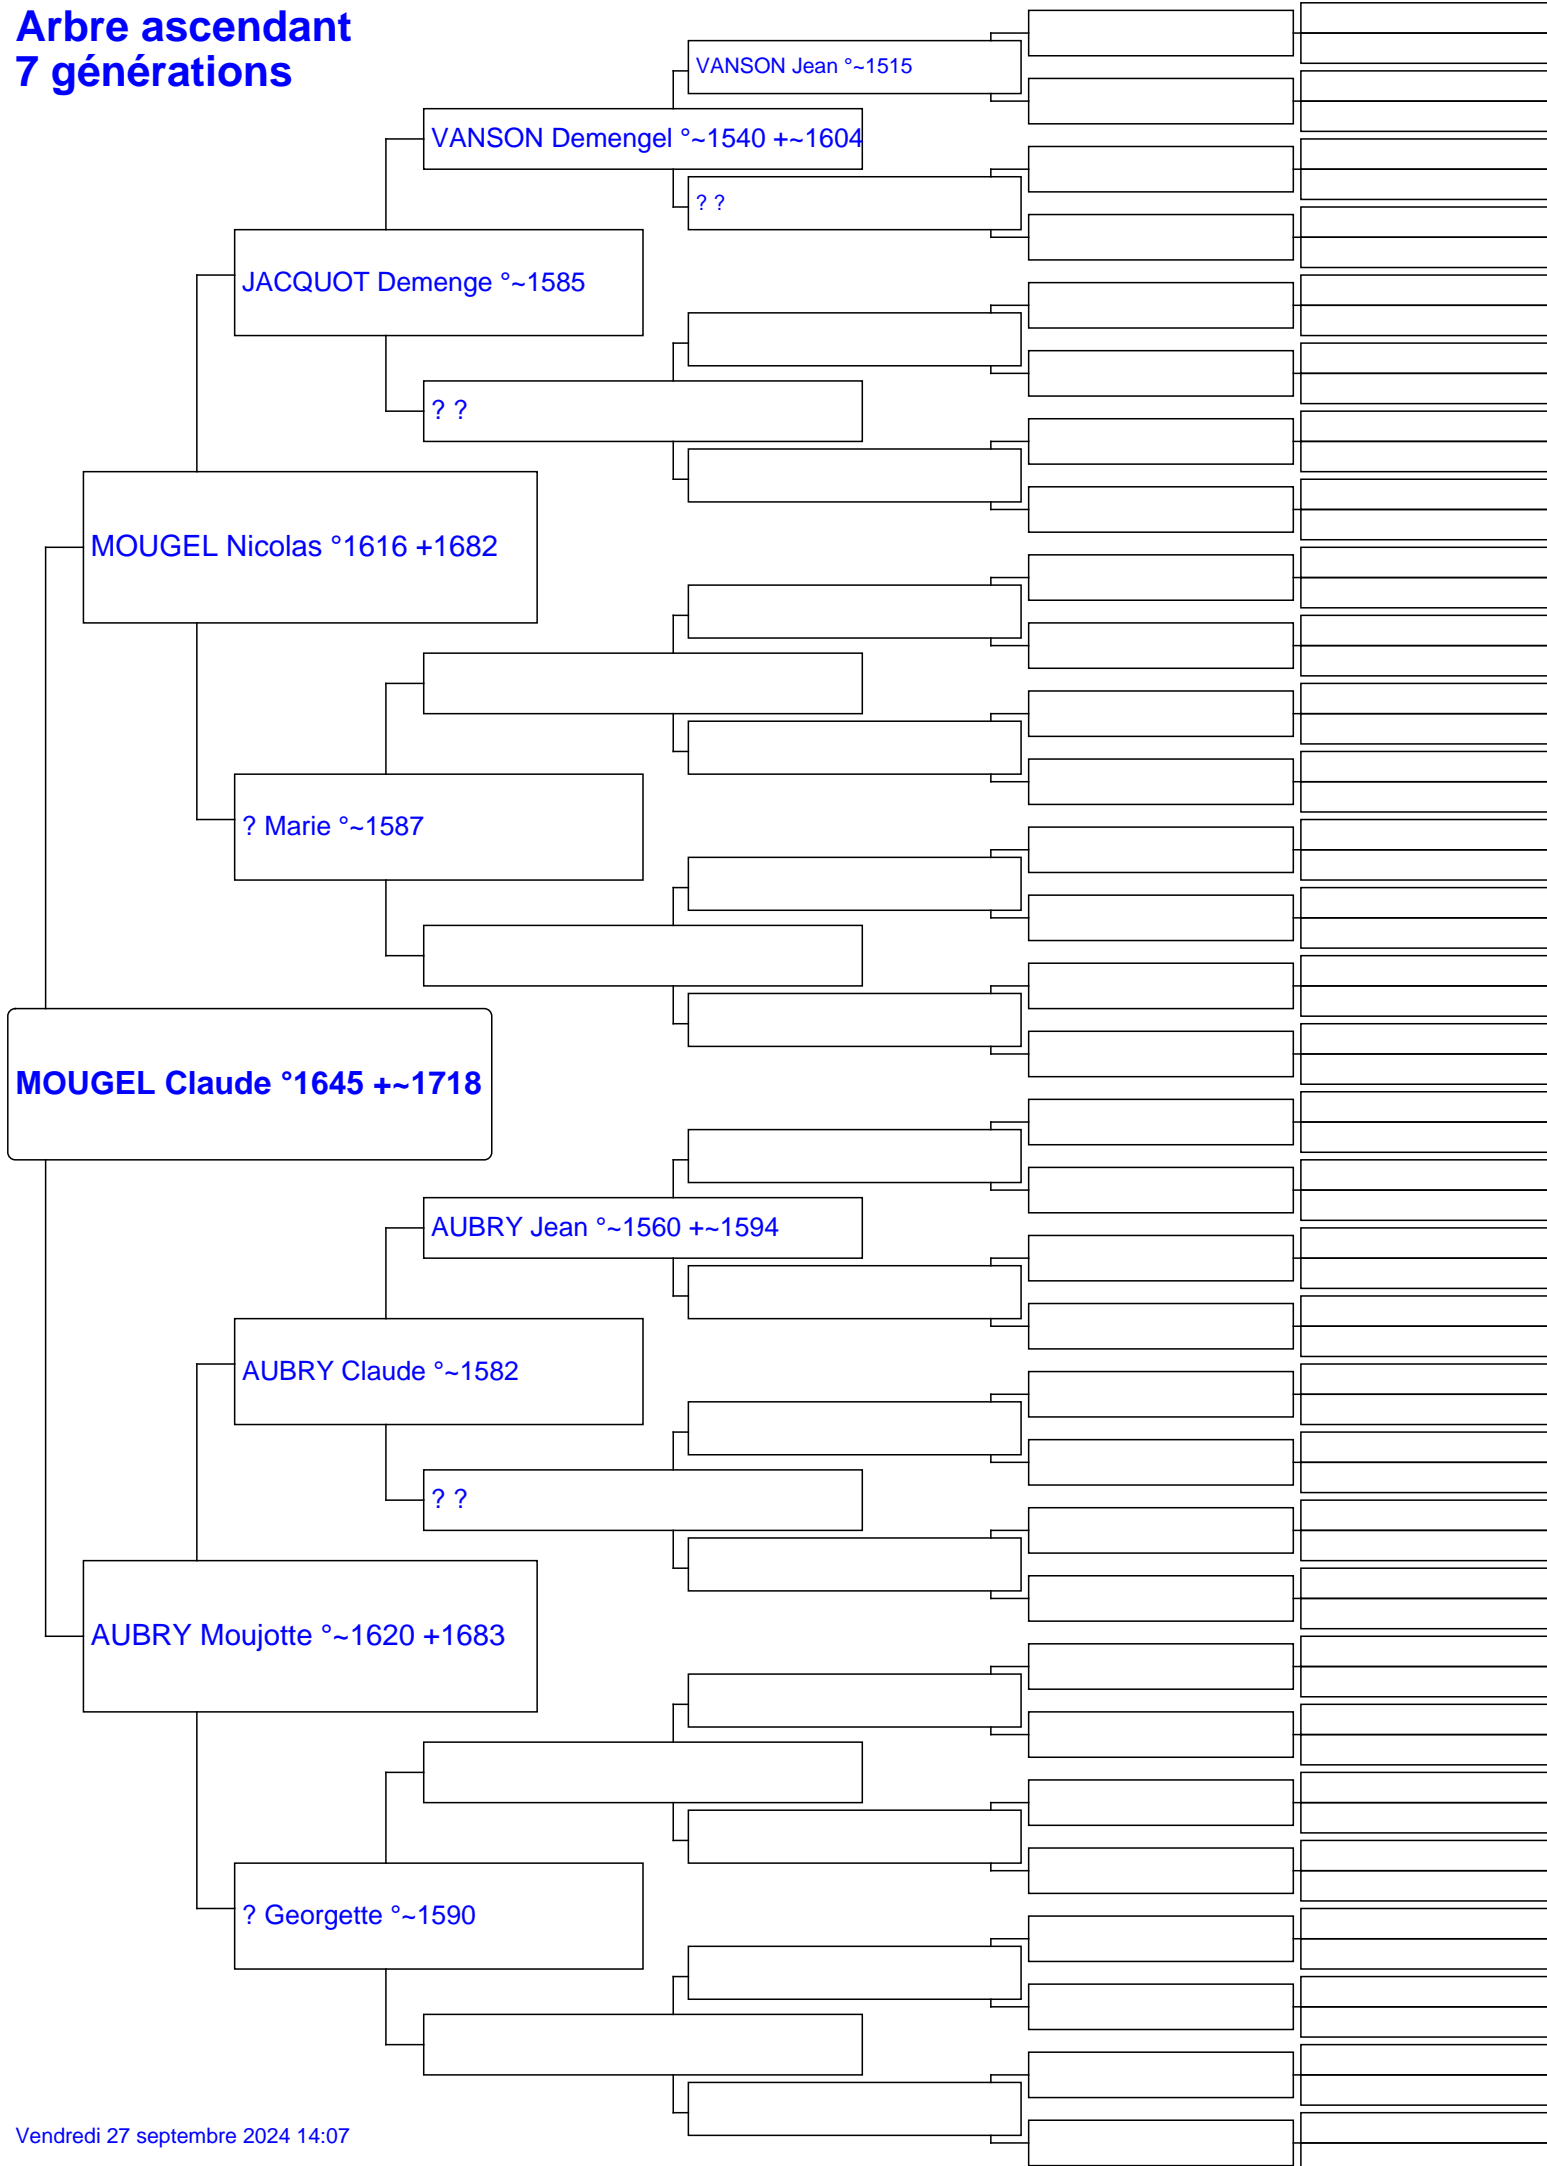 Arbre ascendant
7 générations
VANSON Jean °~1515
VANSON Demengel °~1540 +~1604
? ?
JACQUOT Demenge °~1585
? ?
MOUGEL Nicolas °1616 +1682
? Marie °~1587
MOUGEL Claude °1645 +~1718
AUBRY Jean °~1560 +~1594
AUBRY Claude °~1582
? ?
AUBRY Moujotte °~1620 +1683
? Georgette °~1590
Vendredi 27 septembre 2024 14:07